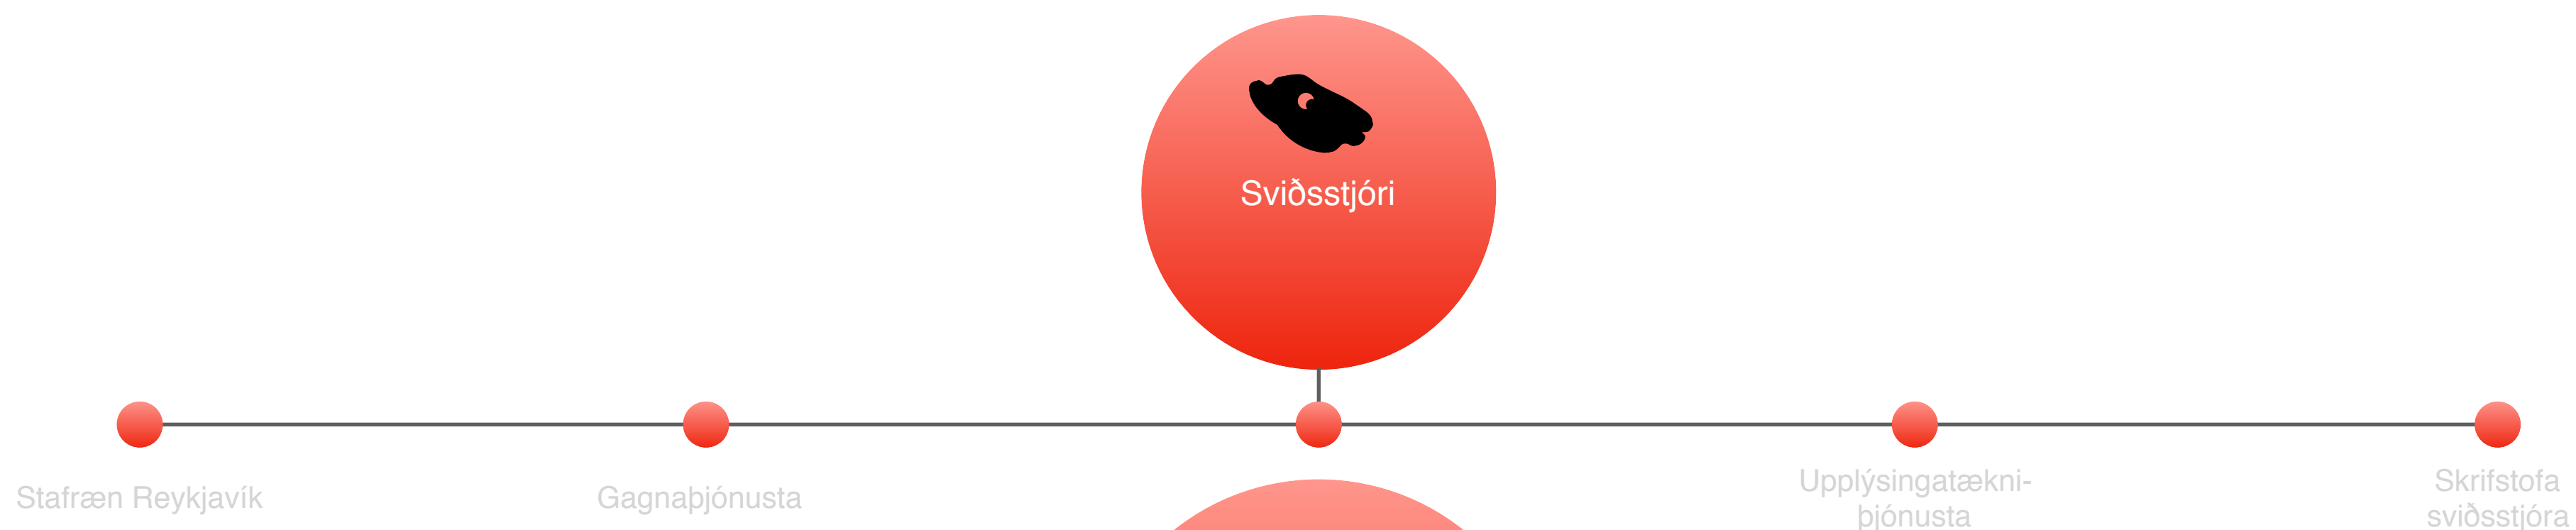 Sviðsstjóri
Stafræn Reykjavík
Gagnaþjónusta
Upplýsingatækni-
þjónusta
Skrifstofa
sviðsstjóra